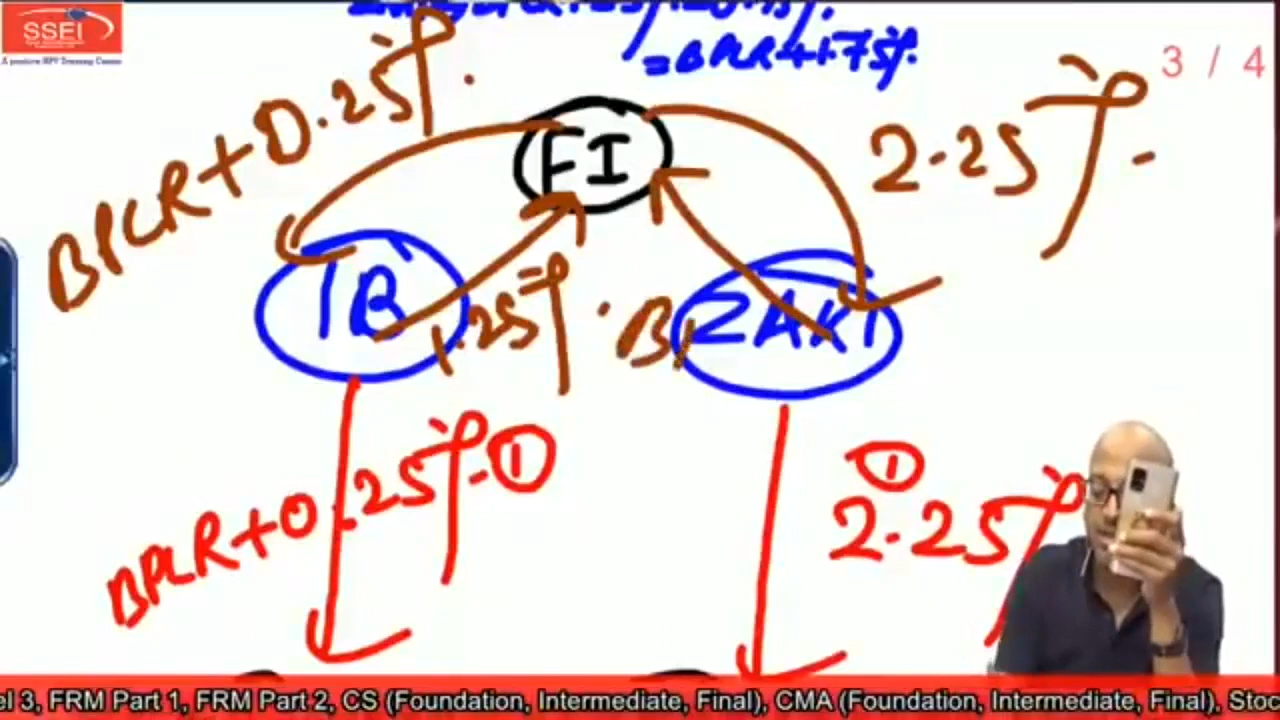 SSEI
3 / 4
= BPLR + 1.75%.
BPLR + 0.25%.
FI
2.25%.
IB
1.25%.
ZAKI
BPLR + 0.25%. ①
①
2.25%
el 3, FRM Part 1, FRM Part 2, CS (Foundation, Intermediate, Final), CMA (Foundation, Intermediate, Final). Stoc